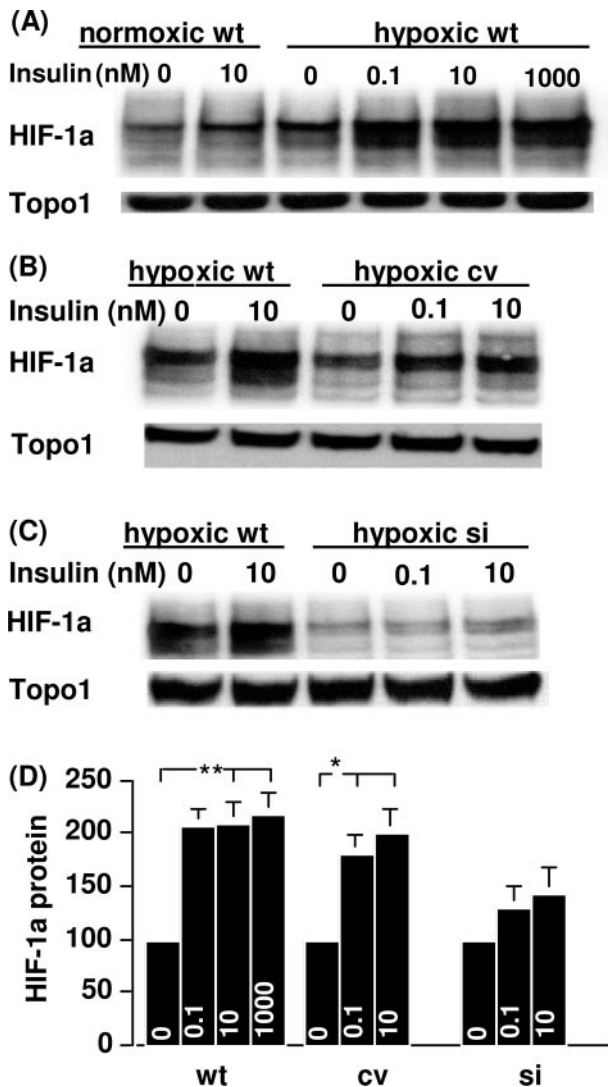 (A)
normoxic wt hypoxic wt
Insulin (nM) 0 10 0 0.1 10 1000
HIF-1a
Topo1
(B)
hypoxic wt hypoxic cv
Insulin (nM) 0 10 0 0.1 10
HIF-1a
Topo1
(C)
hypoxic wt hypoxic si
Insulin (nM) 0 10 0 0.1 10
HIF-1a
Topo1
(D)
HIF-1a protein
250
200
150
100
50
0
** *
0 0.1 10 1000 0 0.1 10 0 0.1 10
wt cv si